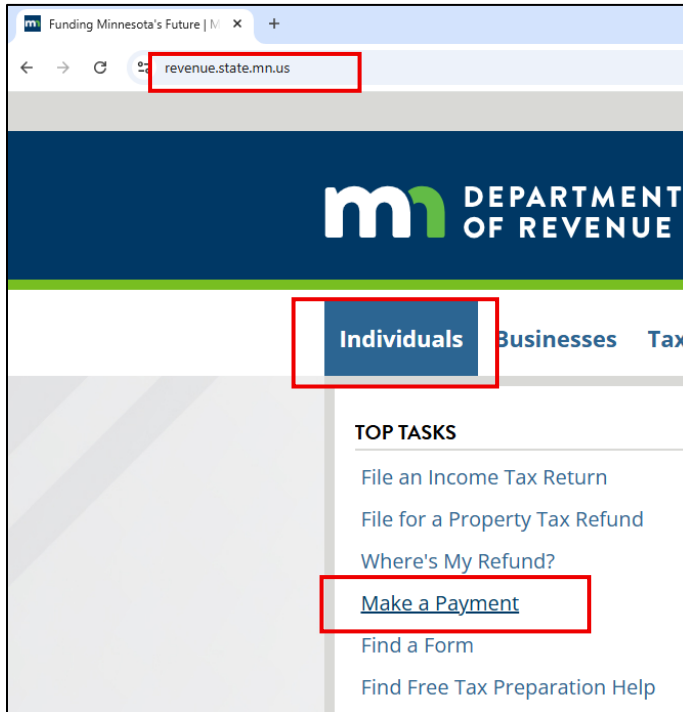 Funding Minnesota's Future | M
revenue.state.mn.us
mn DEPARTMENT
OF REVENUE
Individuals Businesses Tax
TOP TASKS
File an Income Tax Return
File for a Property Tax Refund
Where's My Refund?
Make a Payment
Find a Form
Find Free Tax Preparation Help